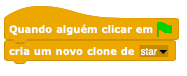 Quando alguém clicar em
cria um novo clone de star